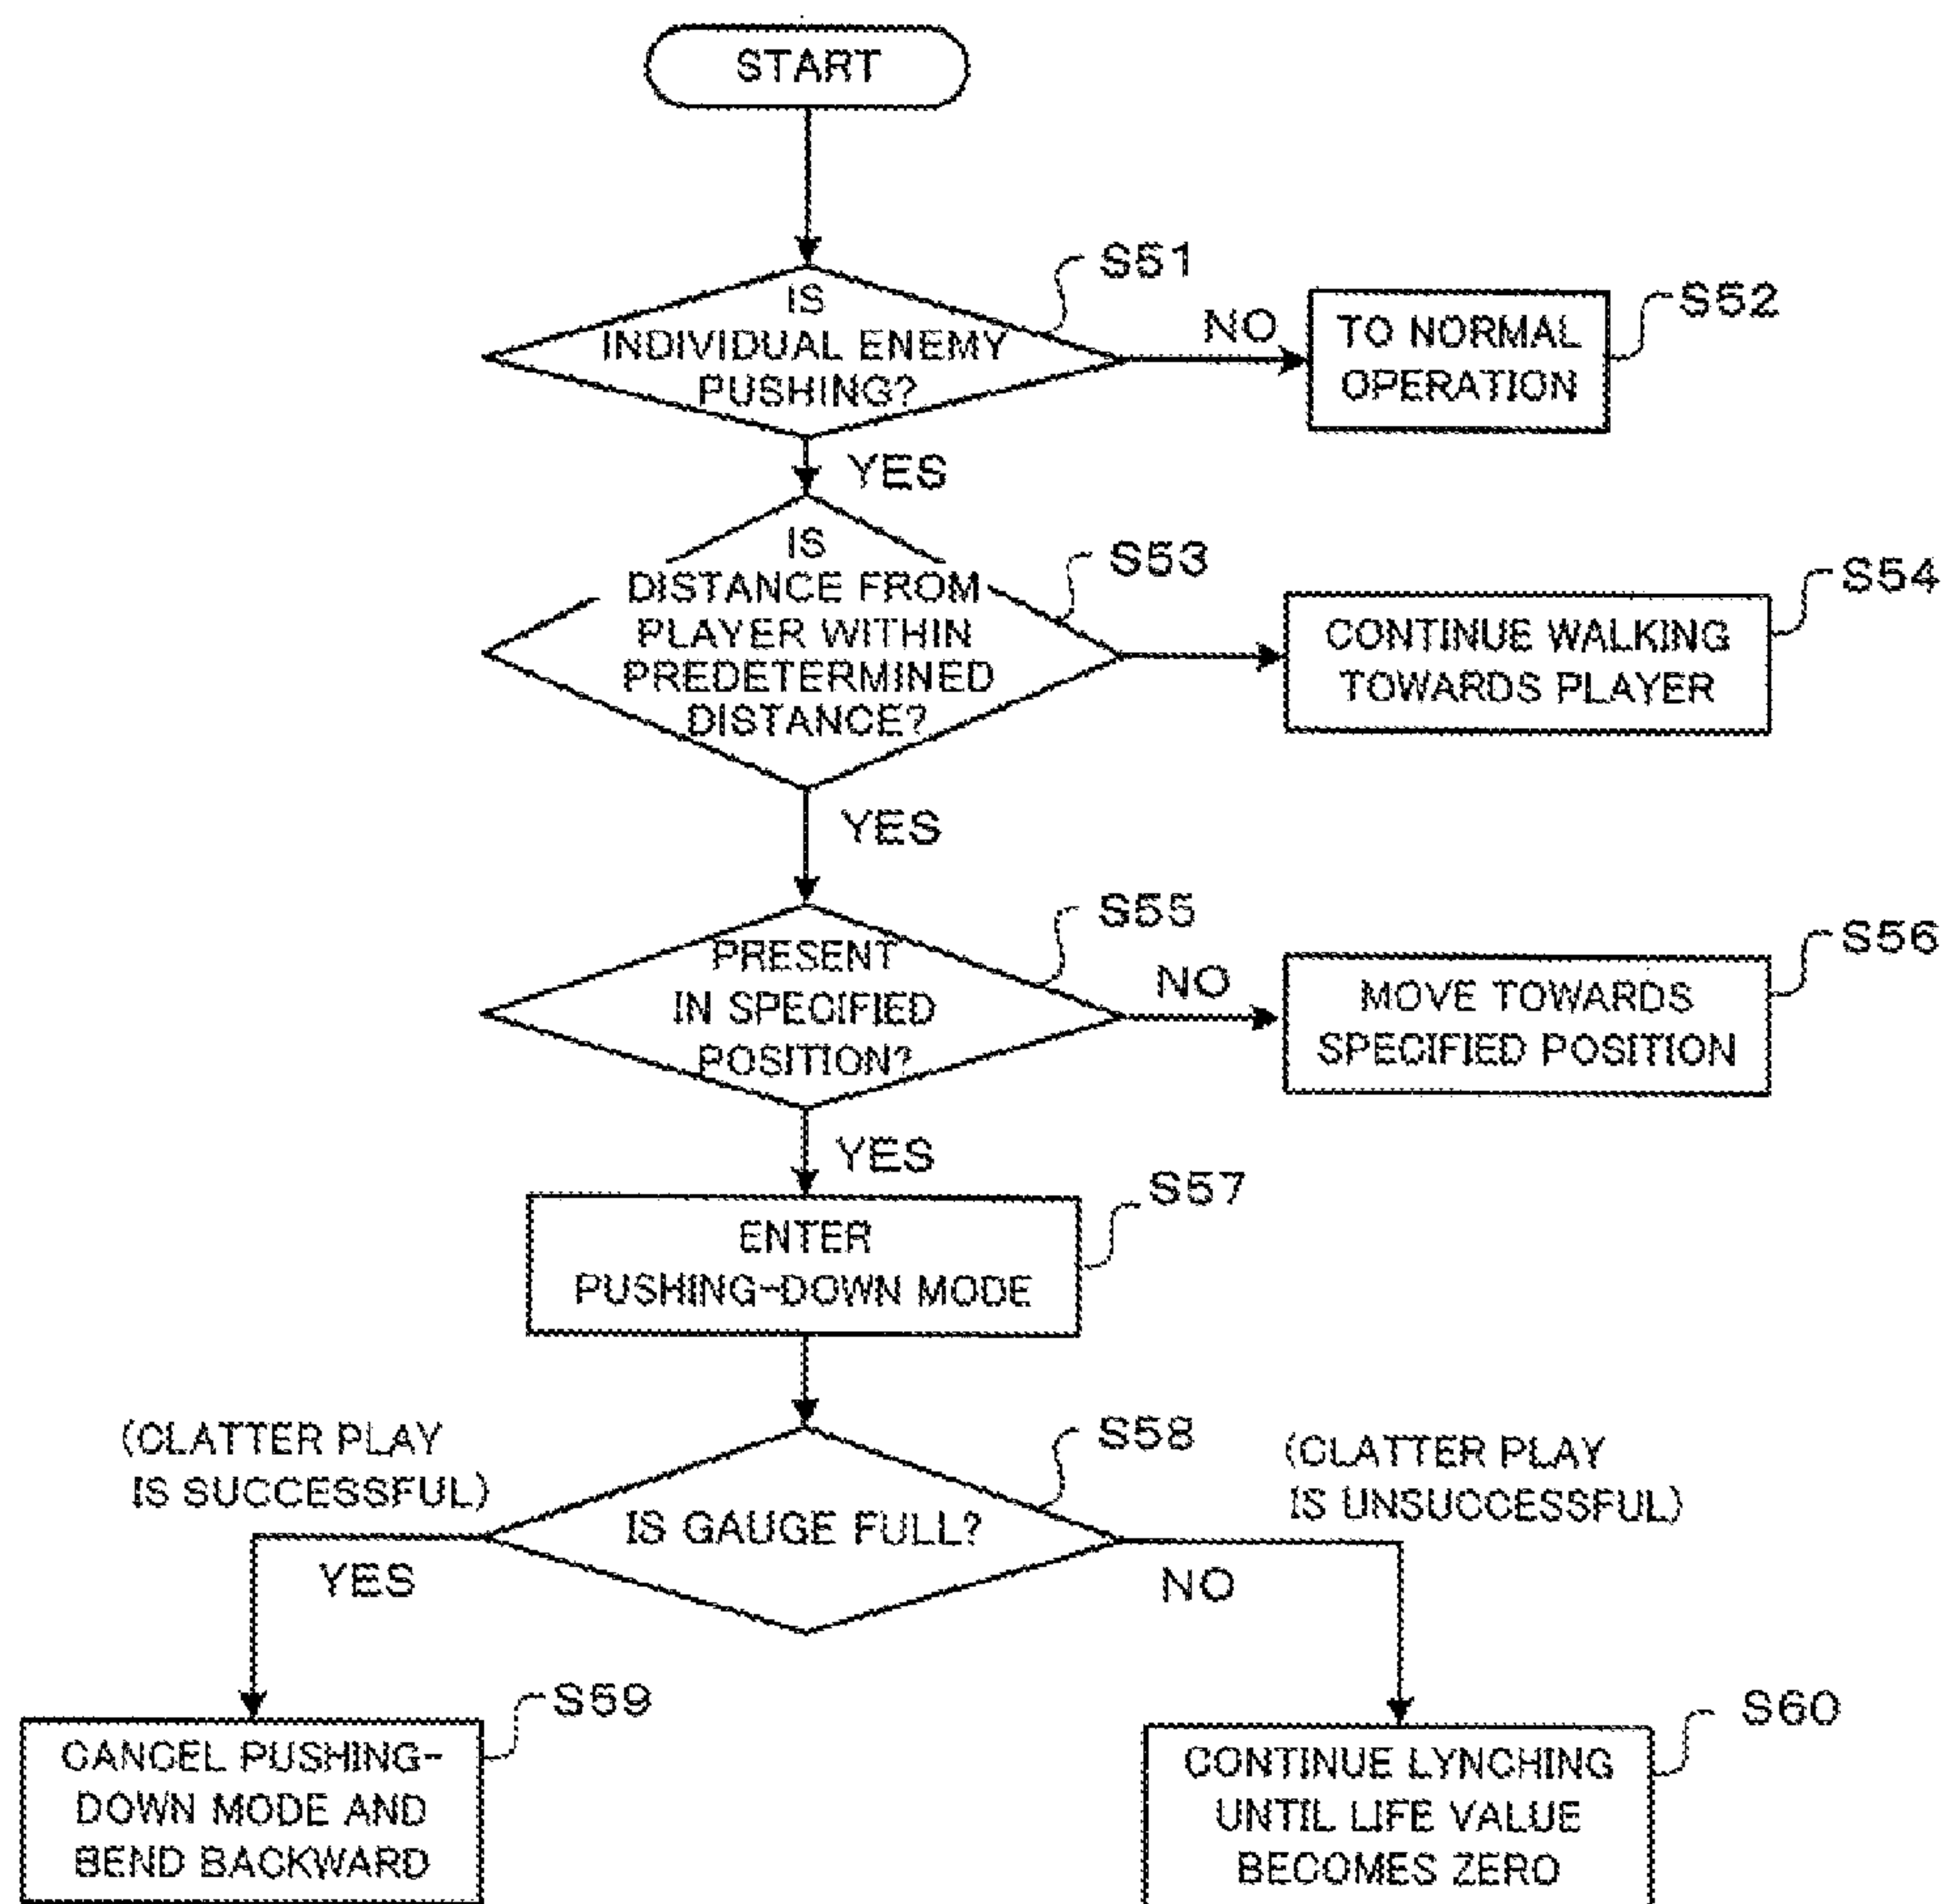 START
S51
IS
INDIVIDUAL ENEMY
PUSHING?
NO
S52
TO NORMAL
OPERATION
YES
S53
IS
DISTANCE FROM
PLAYER WITHIN
PREDETERMINED
DISTANCE?
S54
CONTINUE WALKING
TOWARDS PLAYER
YES
S55
PRESENT
IN SPECIFIED
POSITION?
NO
S56
MOVE TOWARDS
SPECIFIED POSITION
YES
S57
ENTER
PUSHING-DOWN MODE
S58
IS GAUGE FULL?
(CLATTER PLAY
IS SUCCESSFUL)
YES
(CLATTER PLAY
IS UNSUCCESSFUL)
NO
S59
CANCEL PUSHING-
DOWN MODE AND
BEND BACKWARD
S60
CONTINUE LYNCHING
UNTIL LIFE VALUE
BECOMES ZERO